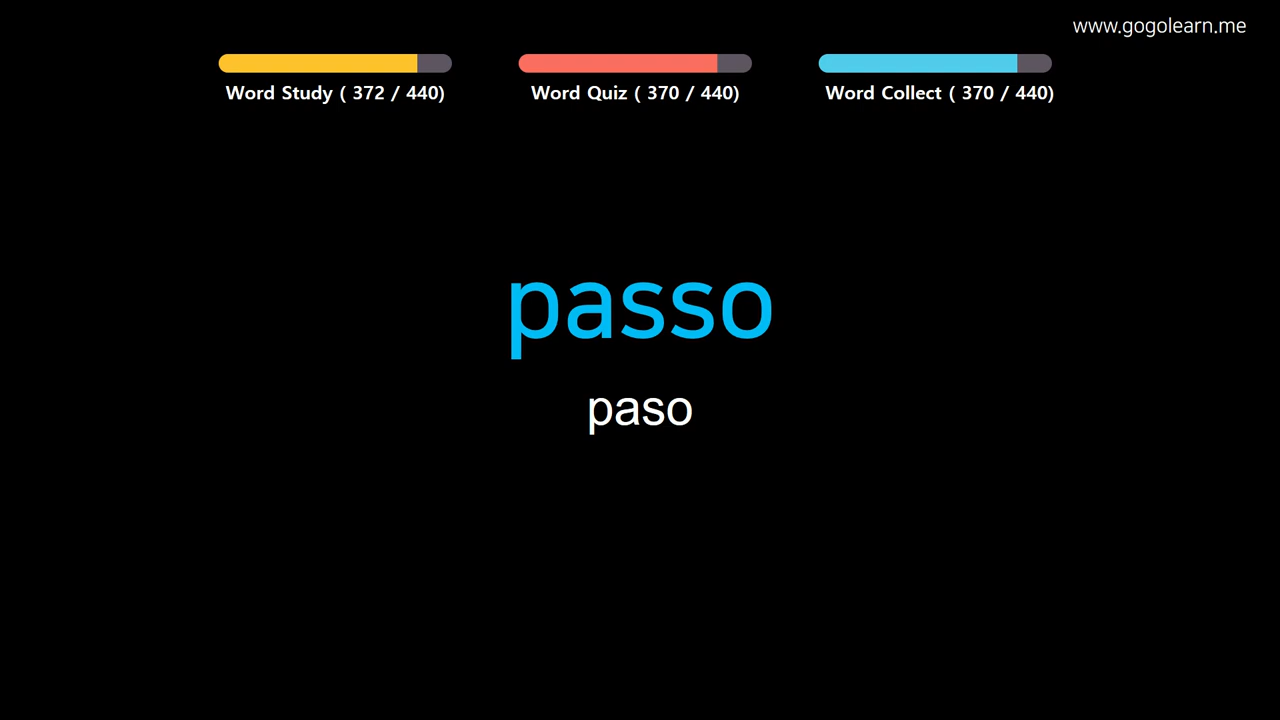 www.gogolearn.me
Word Study ( 372 / 440)
Word Quiz ( 370 / 440)
Word Collect ( 370 / 440)
passo
paso